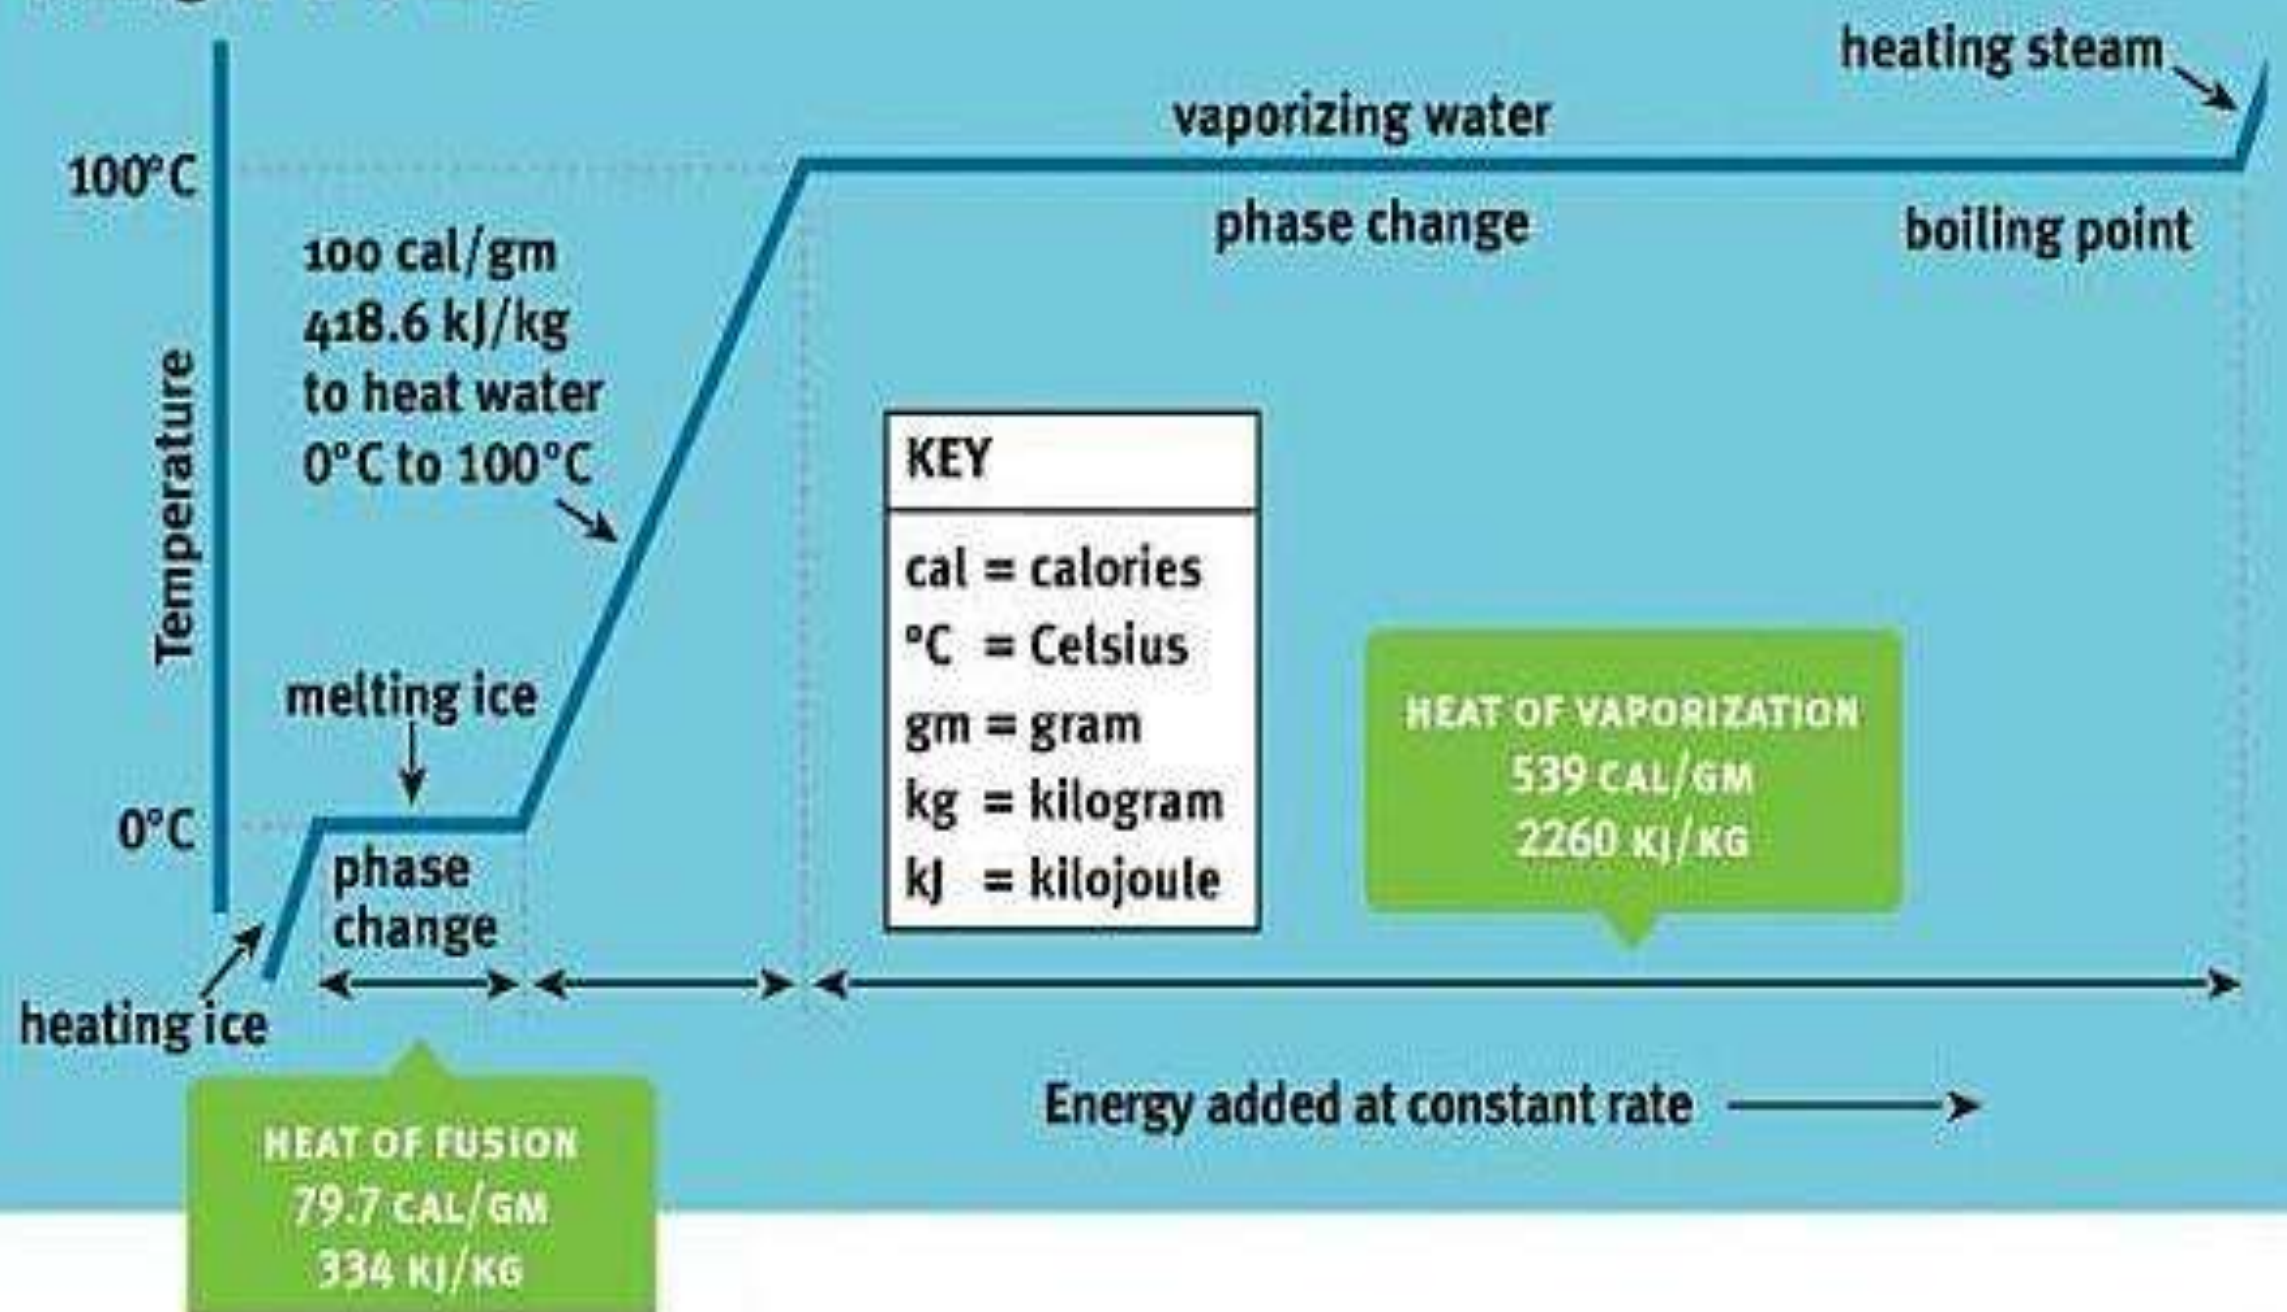 heating steam
vaporizing water
100°C
phase change
boiling point
100 cal/gm
418.6 kJ/kg
to heat water
0°C to 100°C
Temperature
KEY
cal = calories
°C = Celsius
gm = gram
kg = kilogram
kJ = kilojoule
HEAT OF VAPORIZATION
539 CAL/GM
2260 KJ/KG
melting ice
0°C
phase
change
heating ice
Energy added at constant rate
HEAT OF FUSION
79.7 CAL/GM
334 KJ/KG